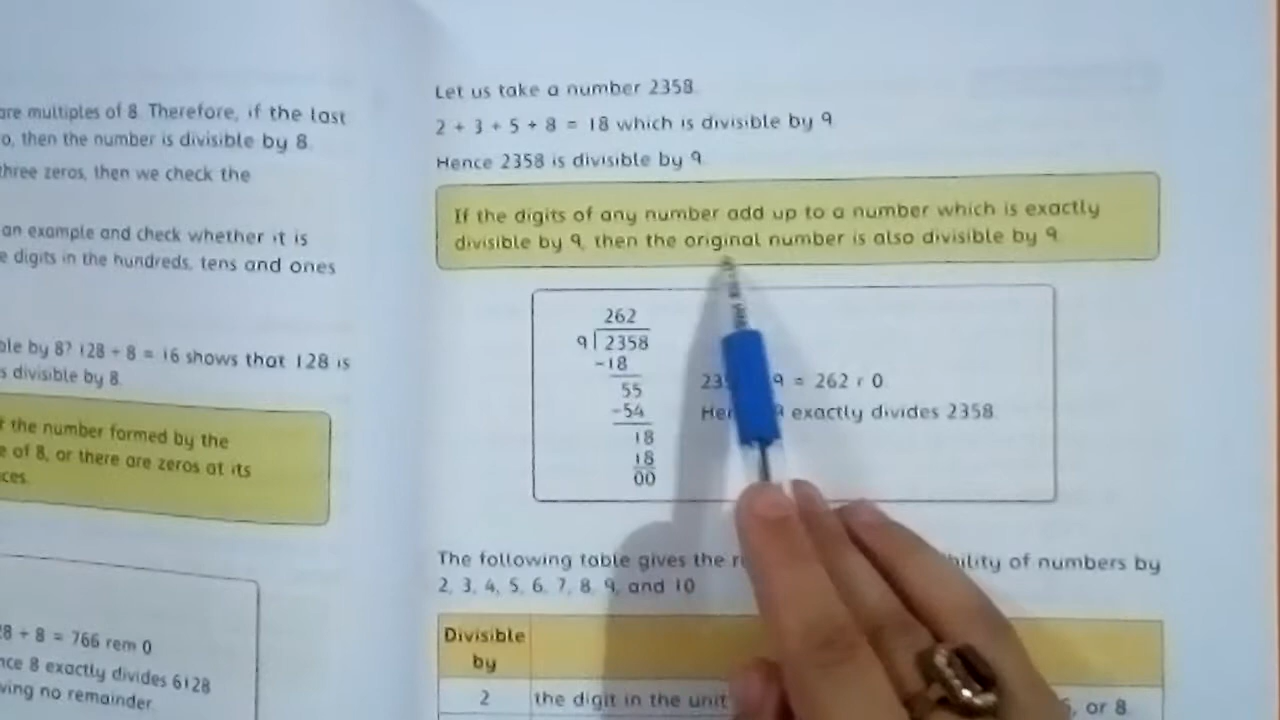 are multiples of 8. Therefore, if the last
o, then the number is divisible by 8.
three zeros, then we check the
an example and check whether it is
e digits in the hundreds, tens and ones
ble by 8? 128 ÷ 8 = 16 shows that 128 is
s divisible by 8.
the number formed by the
e of 8, or there are zeros at its
ces.
28 ÷ 8 = 766 rem 0
nce 8 exactly divides 6128
ving no remainder.
Let us take a number 2358.
2 + 3 + 5 + 8 = 18 which is divisible by 9.
Hence 2358 is divisible by 9.
If the digits of any number add up to a number which is exactly
divisible by 9, then the original number is also divisible by 9.
262
9 2358
-18
55
-54
18
18
00
23 9 = 262 r 0
exactly divides 2358.
The following table gives the of numbers by
2, 3, 4, 5, 6, 7, 8, 9, and 10.
Divisible
by
2 the digit in the unit or 8.